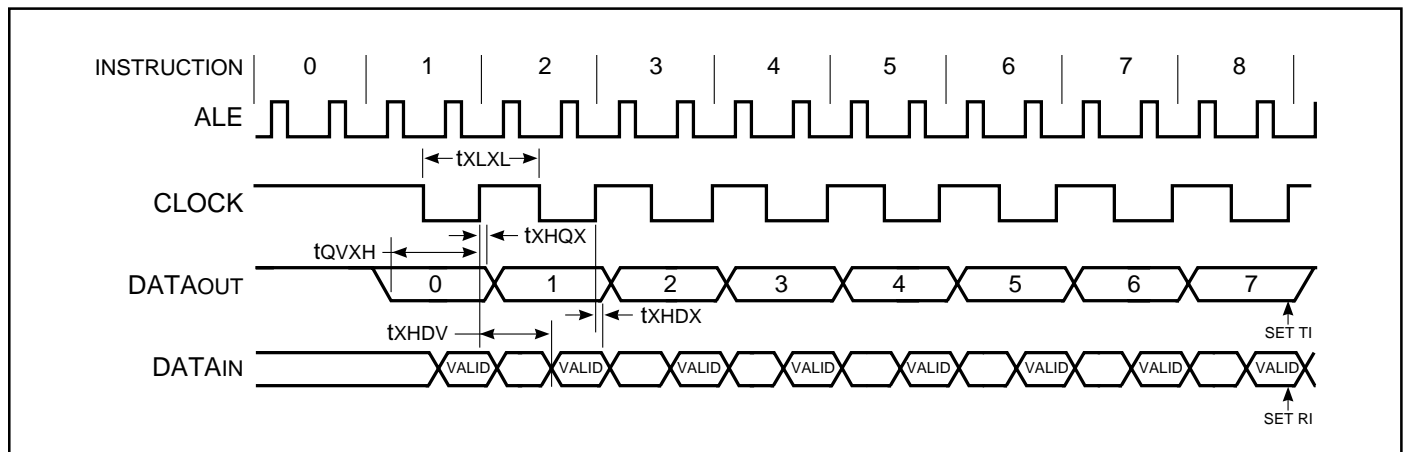 INSTRUCTION 0 1 2 3 4 5 6 7 8
ALE
tXLXL
CLOCK
tXHQX
tQVXH
DATAOUT 0 1 2 3 4 5 6 7
tXHDX
tXHDV
SET TI
DATAIN VALID VALID VALID VALID VALID VALID VALID VALID
SET RI